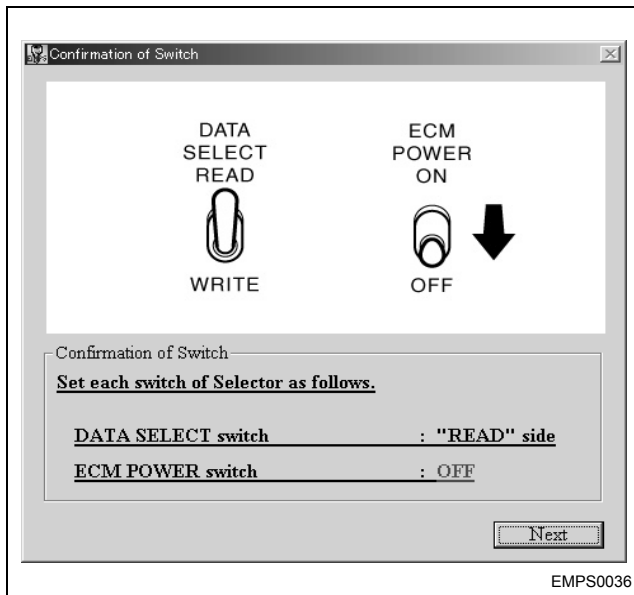 Confirmation of Switch
DATA
SELECT
READ
WRITE
ECM
POWER
ON
OFF
Confirmation of Switch
Set each switch of Selector as follows.
DATA SELECT switch : "READ" side
ECM POWER switch : OFF
Next
EMPS0036